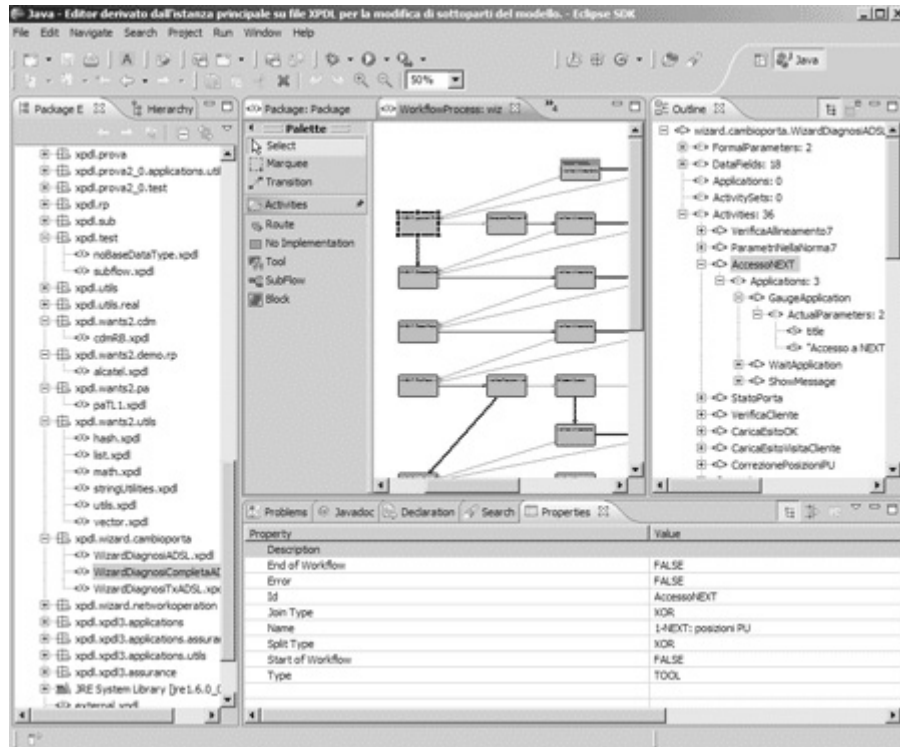 Java - Editor derivato dall'istanza principale su file XPDL per la modifica di sottoparti del modello. - Eclipse SDK
File Edit Navigate Search Project Run Window Help
Java
50%
Package E
Hierarchy
xpdl.prova
xpdl.prova2_0.applications.util
xpdl.prova2_0.test
xpdl.rp
xpdl.sub
xpdl.test
noBaseDataType.xpdl
subflow.xpdl
xpdl.utils
xpdl.utils.real
xpdl.wants2.cdm
cdmRB.xpdl
xpdl.wants2.demo.rp
alcatel.xpdl
xpdl.wants2.pa
paTL1.xpdl
xpdl.wants2.utils
hash.xpdl
list.xpdl
math.xpdl
stringUtilities.xpdl
utils.xpdl
vector.xpdl
xpdl.wizard.cambioporta
WizardDiagnosiADSL.xpdl
WizardDiagnosiCompletaAD
WizardDiagnosiTxADSL.xpd
xpdl.wizard.networkoperation
xpdl.xpdl3.applications
xpdl.xpdl3.applications.assura
xpdl.xpdl3.applications.utils
xpdl.xpdl3.assurance
JRE System Library [jre1.6.0_0
external.xpdl
Package: Package
WorkflowProcess: wiz
4
Palette
Select
Marquee
Transition
Activities
Route
No Implementation
Tool
SubFlow
Block
Outline
wizard.cambioporta.WizardDiagnosiADSL
FormalParameters: 2
DataFields: 18
Applications: 0
ActivitySets: 0
Activities: 36
VerificaAllineamento7
ParametriNellaNorma7
AccessoNEXT
Applications: 3
GaugeApplication
ActualParameters: 2
title
"Accesso a NEXT
WaitApplication
ShowMessage
StatoPorta
VerificaCliente
CaricaEsitoOK
CaricaEsitoVisitaCliente
CorrezionePosizioniPU
Problems
Javadoc
Declaration
Search
Properties
Property Value
Description
End of Workflow FALSE
Error FALSE
Id AccessoNEXT
Join Type XOR
Name 1-NEXT: posizioni PU
Split Type XOR
Start of Workflow FALSE
Type TOOL